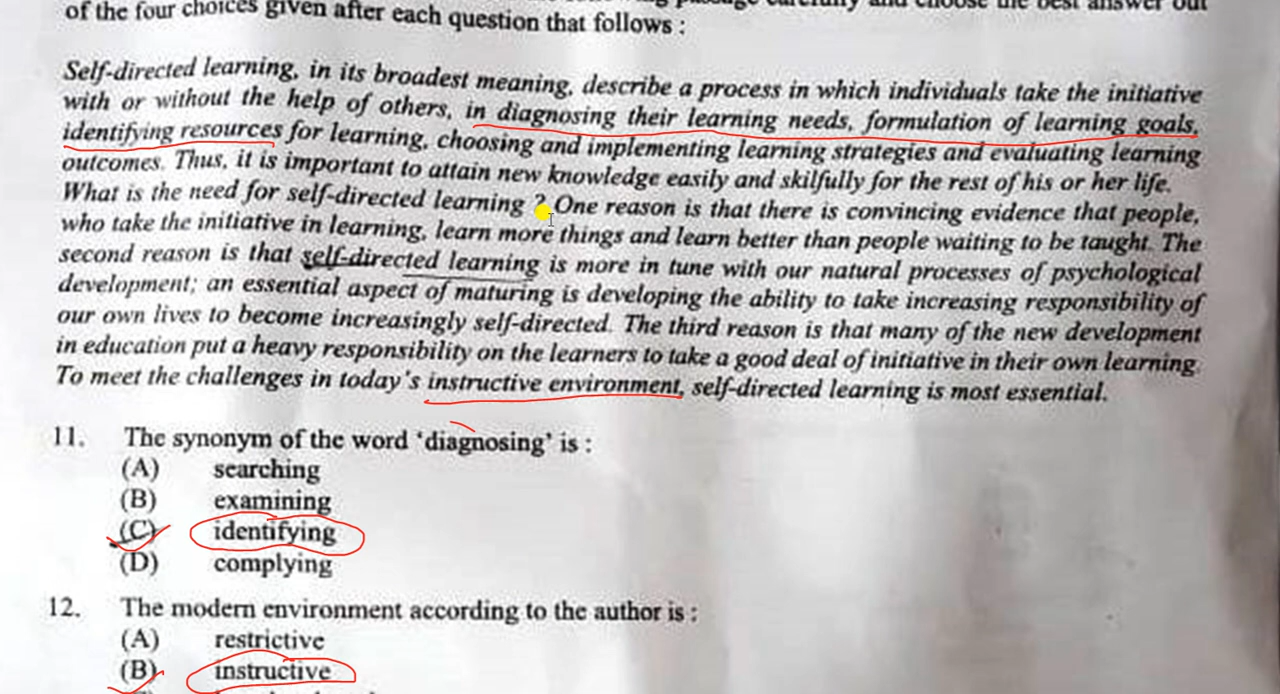 of the four choices given after each question that follows :
Self-directed learning, in its broadest meaning, describe a process in which individuals take the initiative
with or without the help of others, in diagnosing their learning needs, formulation of learning goals,
identifying resources for learning, choosing and implementing learning strategies and evaluating learning
outcomes. Thus, it is important to attain new knowledge easily and skilfully for the rest of his or her life.
What is the need for self-directed learning ? One reason is that there is convincing evidence that people,
who take the initiative in learning, learn more things and learn better than people waiting to be taught. The
second reason is that self-directed learning is more in tune with our natural processes of psychological
development; an essential aspect of maturing is developing the ability to take increasing responsibility of
our own lives to become increasingly self-directed. The third reason is that many of the new development
in education put a heavy responsibility on the learners to take a good deal of initiative in their own learning.
To meet the challenges in today's instructive environment, self-directed learning is most essential.
11. The synonym of the word ‘diagnosing’ is :
(A) searching
(B) examining
(C) identifying
(D) complying
12. The modern environment according to the author is :
(A) restrictive
(B) instructive